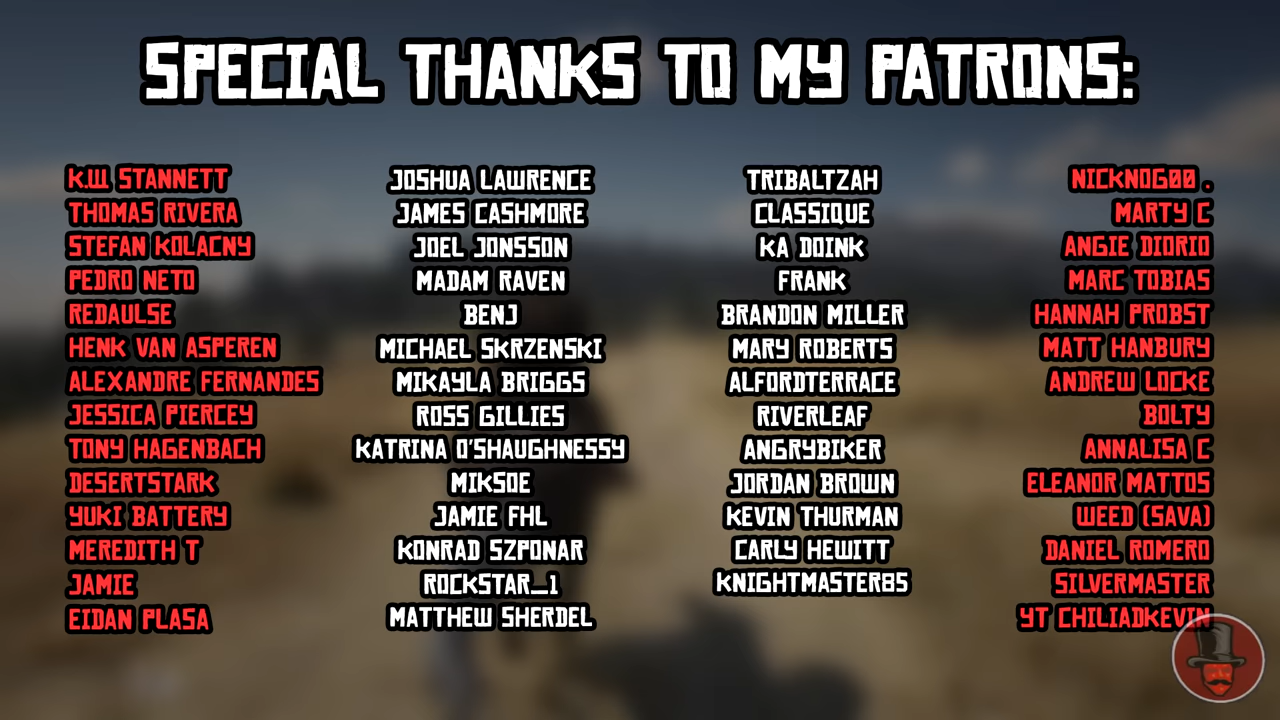 SPECIAL THANKS TO MY PATRONS:
K.W STANNETT
THOMAS RIVERA
STEFAN KOLACNY
PEDRO NETO
REDAULSE
HENK VAN ASPEREN
ALEXANDRE FERNANDES
JESSICA PIERCEY
TONY HAGENBACH
DESERTSTARK
YUKI BATTERY
MEREDITH T
JAMIE
EIDAN PLASA
JOSHUA LAWRENCE
JAMES CASHMORE
JOEL JONSSON
MADAM RAVEN
BENJ
MICHAEL SKRZENSKI
MIKAYLA BRIGGS
ROSS GILLIES
KATRINA O'SHAUGHNESSY
MIKSOE
JAMIE FHL
KONRAD SZPONAR
ROCKSTAR_1
MATTHEW SHERDEL
TRIBALTZAH
CLASSIQUE
KA DOINK
FRANK
BRANDON MILLER
MARY ROBERTS
ALFORDTERRACE
RIVERLEAF
ANGRYBIKER
JORDAN BROWN
KEVIN THURMAN
CARLY HEWITT
KNIGHTMASTER85
NICKNOG00 .
MARTY C
ANGIE DIORIO
MARC TOBIAS
HANNAH PROBST
MATT HANBURY
ANDREW LOCKE
BOLTY
ANNALISA C
ELEANOR MATTOS
WEED (SAVA)
DANIEL ROMERO
SILVERMASTER
YT CHILIADKEVIN